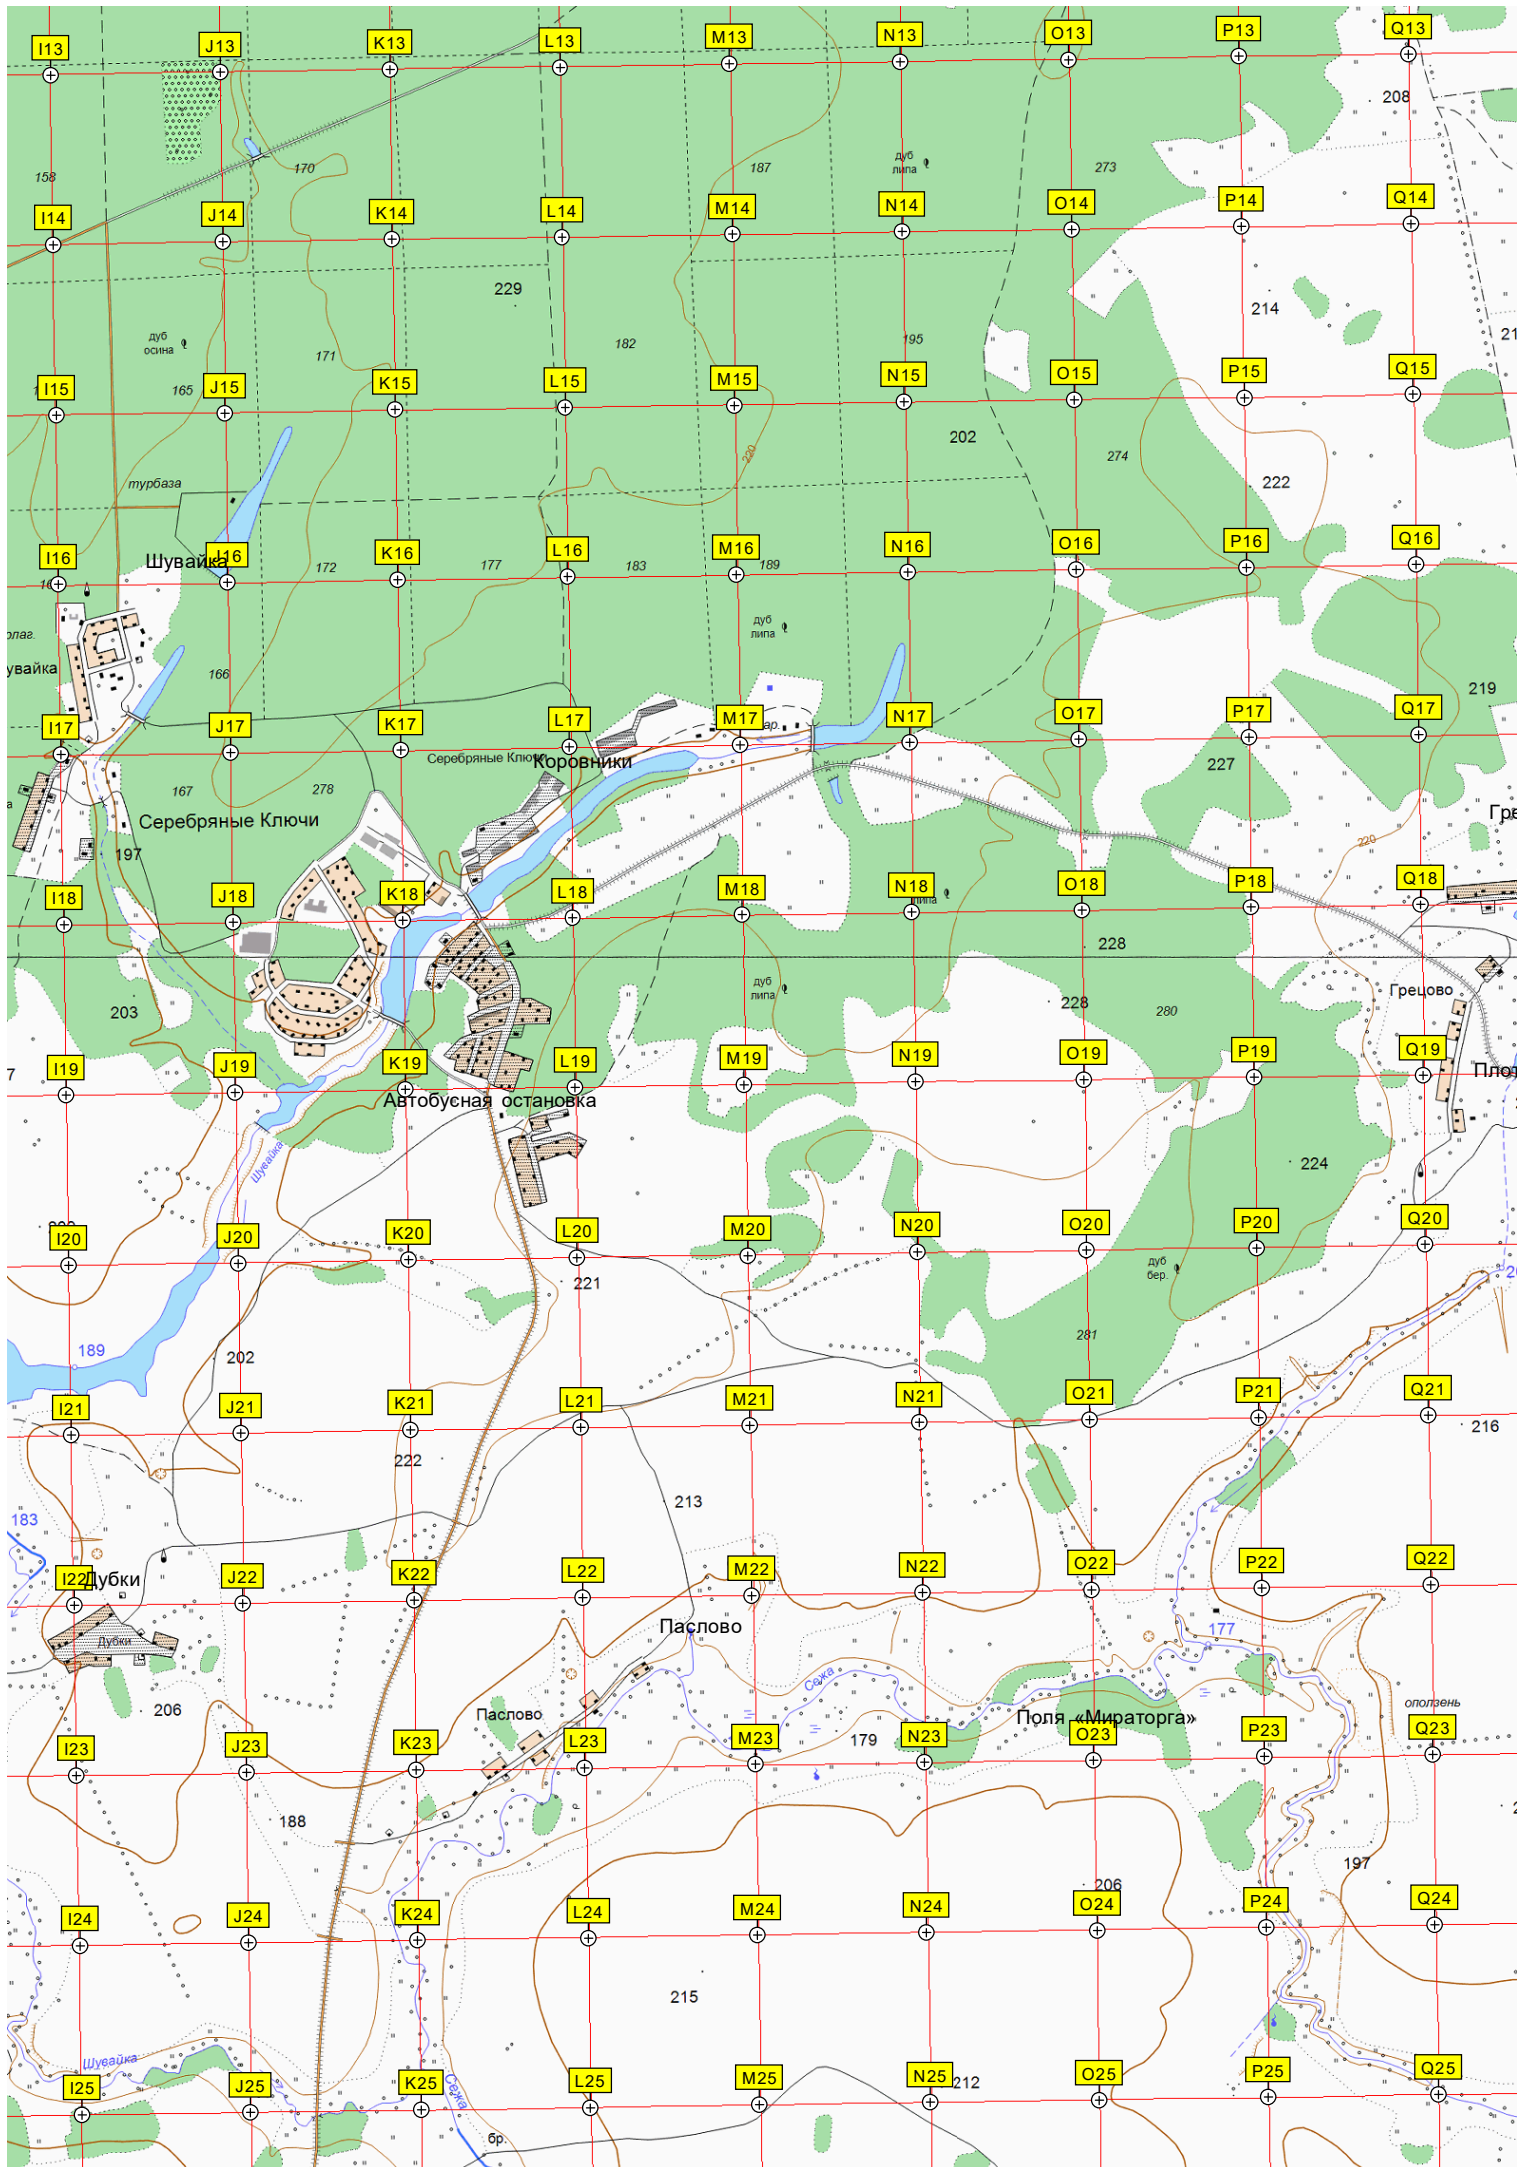 I13
J13
K13
L13
M13
N13
O13
P13
Q13
208
158
170
187
дуб
липа
273
I14
J14
K14
L14
M14
N14
O14
P14
Q14
229
214
дуб
осина
171
182
195
I15
165
J15
K15
L15
M15
N15
O15
P15
Q15
202
220
274
222
турбаза
Шувайка
I16
J16
K16
L16
M16
N16
O16
P16
Q16
172
177
183
189
дуб
липа
166
219
I17
J17
K17
L17
M17
N17
O17
P17
Q17
Серебряные Ключи
Коровники
227
167
278
Серебряные Ключи
197
220
I18
J18
K18
L18
M18
N18
липа
O18
P18
Q18
228
дуб
липа
203
228
280
Грецово
I19
J19
K19
L19
M19
N19
O19
P19
Q19
Автобусная остановка
Шувайка
224
I20
J20
K20
L20
M20
N20
O20
P20
Q20
221
дуб
бер.
189
202
281
I21
J21
K21
L21
M21
N21
O21
P21
Q21
222
216
213
183
I22
Дубки
J22
K22
L22
M22
N22
O22
P22
Q22
Дубки
Паслово
177
Сежа
206
Паслово
Поля «Мираторга»
оползень
I23
J23
K23
L23
M23
179
N23
O23
P23
Q23
188
197
206
I24
J24
K24
L24
M24
N24
O24
P24
Q24
215
Шувайка
I25
J25
K25
Сежа
L25
M25
N25
212
O25
P25
Q25
бр.